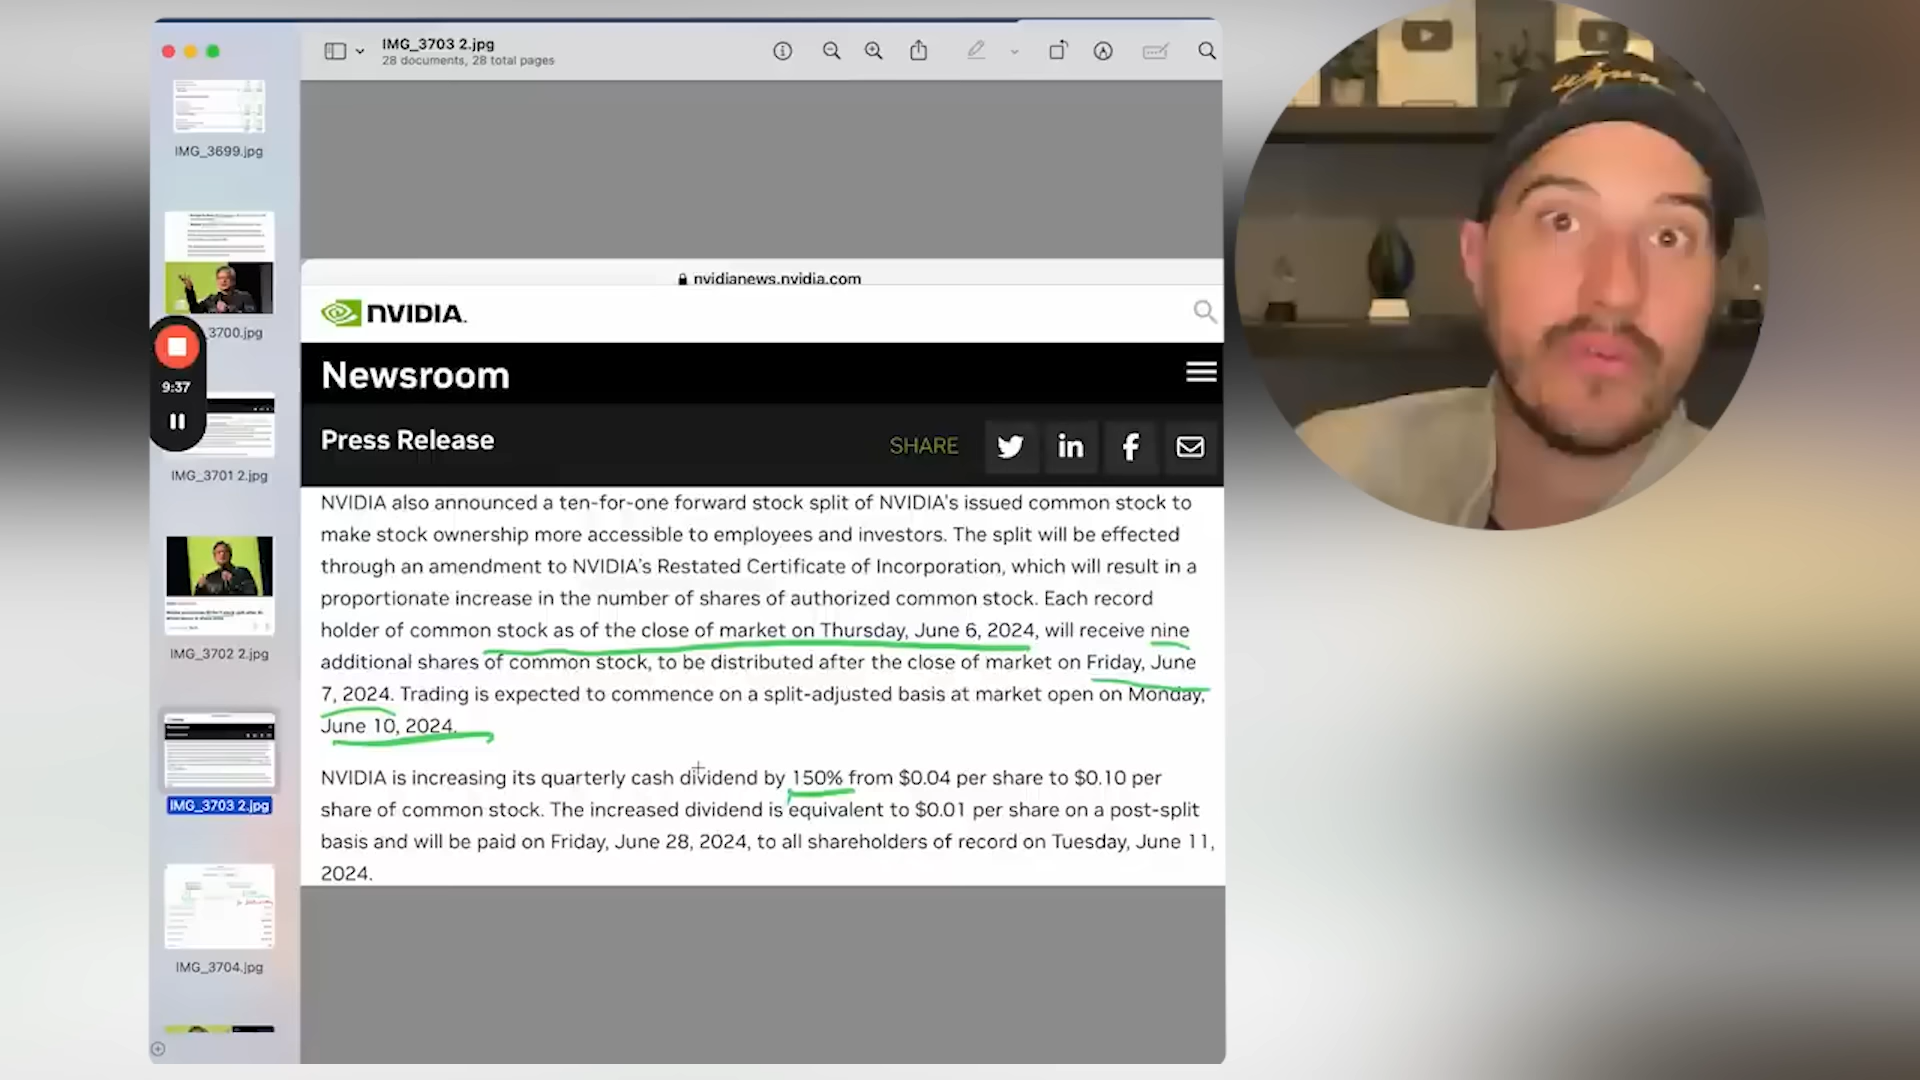 IMG_3703 2.jpg
28 documents, 28 total pages
IMG_3699.jpg
3700.jpg
9:37
IMG_3701 2.jpg
IMG_3702 2.jpg
IMG_3703 2.jpg
IMG_3704.jpg
nvidianews.nvidia.com
NVIDIA.
Newsroom
Press Release
SHARE
NVIDIA also announced a ten-for-one forward stock split of NVIDIA's issued common stock to
make stock ownership more accessible to employees and investors. The split will be effected
through an amendment to NVIDIA's Restated Certificate of Incorporation, which will result in a
proportionate increase in the number of shares of authorized common stock. Each record
holder of common stock as of the close of market on Thursday, June 6, 2024, will receive nine
additional shares of common stock, to be distributed after the close of market on Friday, June
7, 2024. Trading is expected to commence on a split-adjusted basis at market open on Monday,
June 10, 2024.
NVIDIA is increasing its quarterly cash dividend by 150% from $0.04 per share to $0.10 per
share of common stock. The increased dividend is equivalent to $0.01 per share on a post-split
basis and will be paid on Friday, June 28, 2024, to all shareholders of record on Tuesday, June 11,
2024.